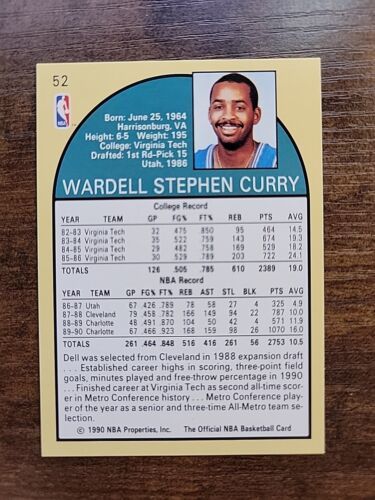 52
NBA
Born: June 25, 1964
Harrisonburg, VA
Height: 6-5 Weight: 195
College: Virginia Tech
Drafted: 1st Rd-Pick 15
Utah, 1986
WARDELL STEPHEN CURRY
College Record
YEAR TEAM GP FG% FT% REB PTS AVG
82-83 Virginia Tech 32 .475 .850 95 464 14.5
83-84 Virginia Tech 35 .522 .759 143 674 19.3
84-85 Virginia Tech 29 .482 .758 169 529 18.2
85-86 Virginia Tech 30 .529 .789 203 722 24.1
TOTALS 126 .505 .785 610 2389 19.0
NBA Record
YEAR TEAM GP FG% FT% REB AST STL BLK PTS AVG
86-87 Utah 67 .426 .789 78 58 27 4 325 4.9
87-88 Cleveland 79 .458 .782 166 149 94 22 787 10.0
88-89 Charlotte 48 .491 .870 104 50 42 4 571 11.9
89-90 Charlotte 67 .466 .923 168 159 98 26 1070 16.0
TOTALS 261 .464 .848 516 416 261 56 2753 10.5
Dell was selected from Cleveland in 1988 expansion draft
. . . Established career highs in scoring, three-point field
goals, minutes played and free-throw percentage in 1990
. . . Finished career at Virginia Tech as second all-time scor-
er in Metro Conference history . . . Metro Conference play-
er of the year as a senior and three-time All-Metro team se-
lection.
© 1990 NBA Properties, Inc. The Official NBA Basketball Card